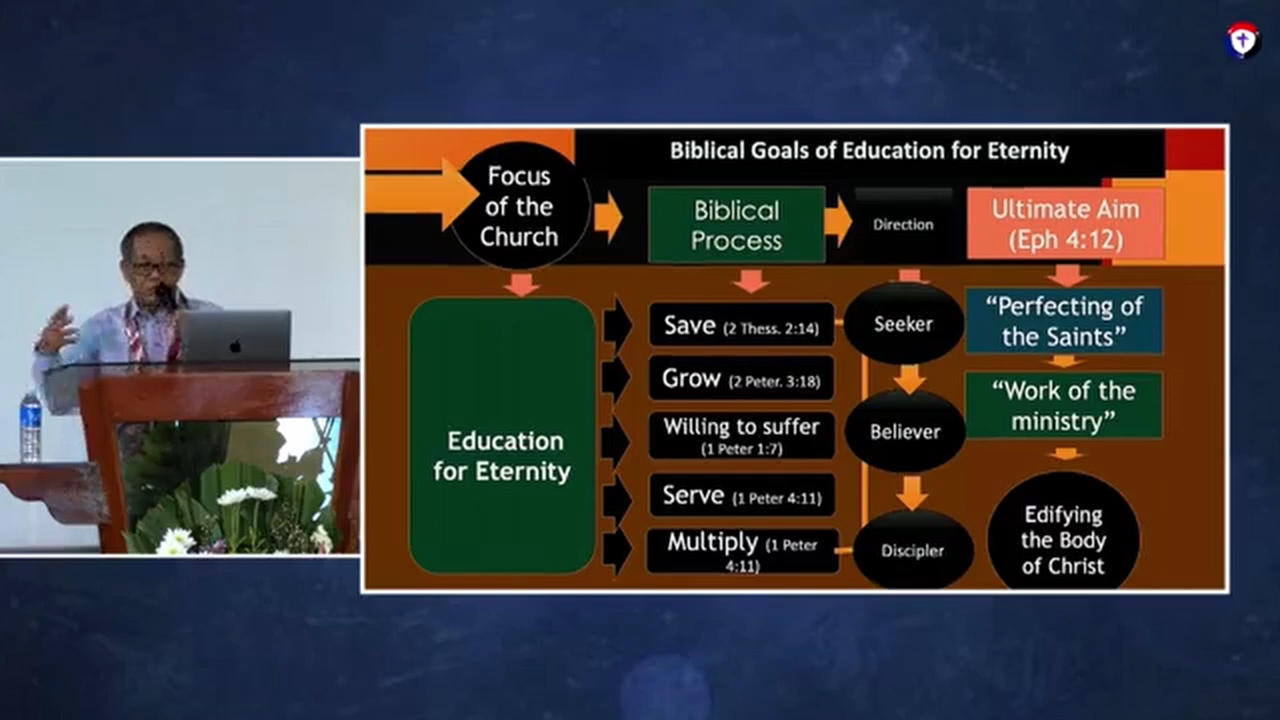 Biblical Goals of Education for Eternity
Focus
of the
Church
Biblical
Process
Direction
Ultimate Aim
(Eph 4:12)
Education
for Eternity
Save (2 Thess. 2:14)
Grow (2 Peter. 3:18)
Willing to suffer
(1 Peter 1:7)
Serve (1 Peter 4:11)
Multiply (1 Peter
4:11)
Seeker
Believer
Discipler
“Perfecting of
the Saints”
“Work of the
ministry”
Edifying
the Body
of Christ